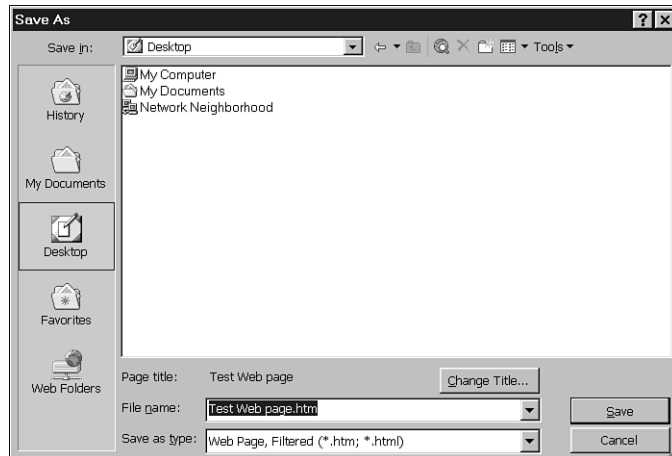 Save As
Save in:
Desktop
Tools
My Computer
My Documents
Network Neighborhood
History
My Documents
Desktop
Favorites
Web Folders
Page title: Test Web page
Change Title...
File name: Test Web page.htm
Save
Save as type: Web Page, Filtered (*.htm; *.html)
Cancel